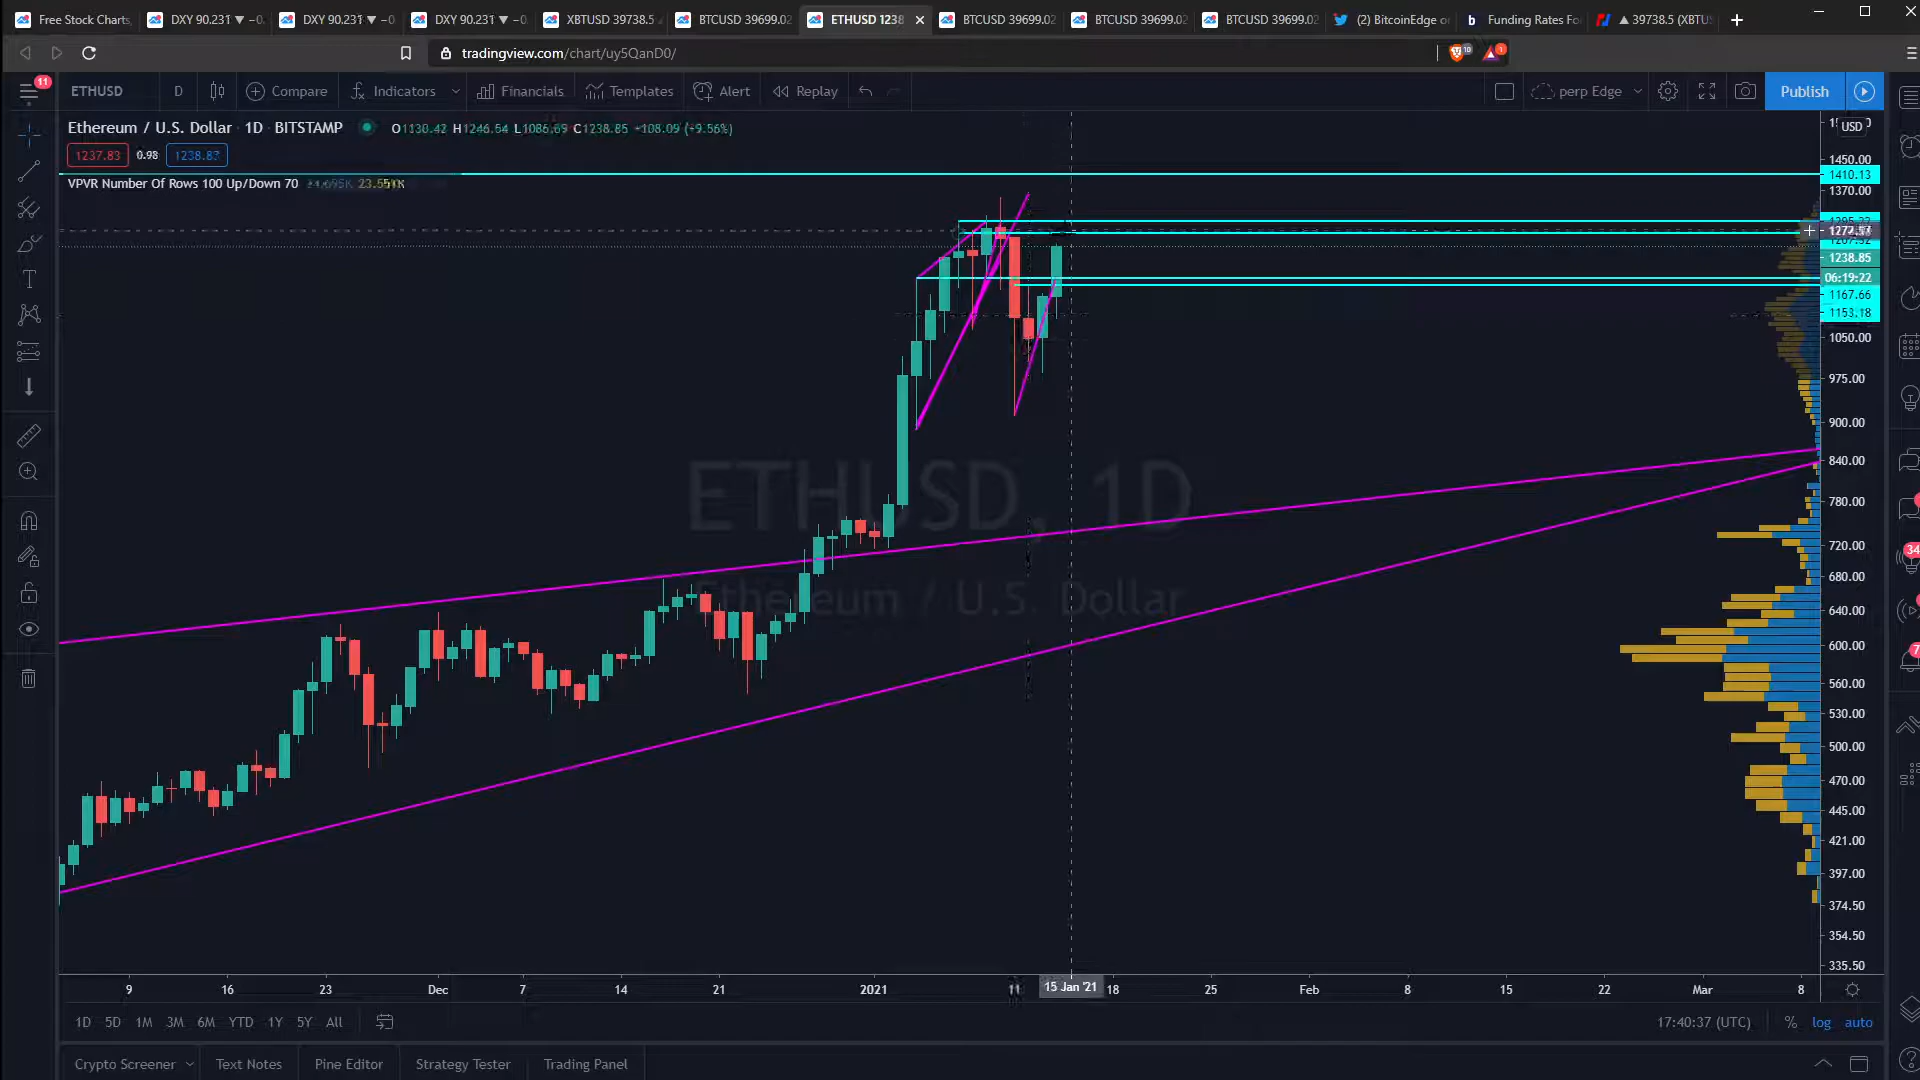 Free Stock Charts,
DXY 90.231 ▼ −0.
DXY 90.231 ▼ −0
DXY 90.231 ▼ −0.
XBTUSD 39738.5
BTCUSD 39699.02
ETHUSD 1238
BTCUSD 39699.02
BTCUSD 39699.02
BTCUSD 39699.02
(2) BitcoinEdge
Funding Rates Fo
▲ 39738.5 (XBTUS
tradingview.com/chart/uy5QanD0/
10
1
11
ETHUSD
D
Compare
Indicators
Financials
Templates
Alert
Replay
perp Edge
Publish
Ethereum / U.S. Dollar · 1D · BITSTAMP
O1130.42 H1246.54 L1086.69 C1238.85 +108.09 (+9.56%)
1237.83 0.98 1238.82
VPVR Number Of Rows 100 Up/Down 70
USD
1450.00
1410.13
1370.00
1238.85
06:19:22
1167.66
1153.18
1050.00
975.00
900.00
840.00
780.00
720.00
680.00
640.00
600.00
560.00
530.00
500.00
470.00
445.00
421.00
397.00
374.50
354.50
335.50
ETHUSD, 1D
Ethereum / U.S. Dollar
34
7
9 16 23 Dec 7 14 21 2021 11 15 Jan '21 18 25 Feb 8 15 22 Mar 8
1D 5D 1M 3M 6M YTD 1Y 5Y All
17:40:37 (UTC) % log auto
Crypto Screener Text Notes Pine Editor Strategy Tester Trading Panel